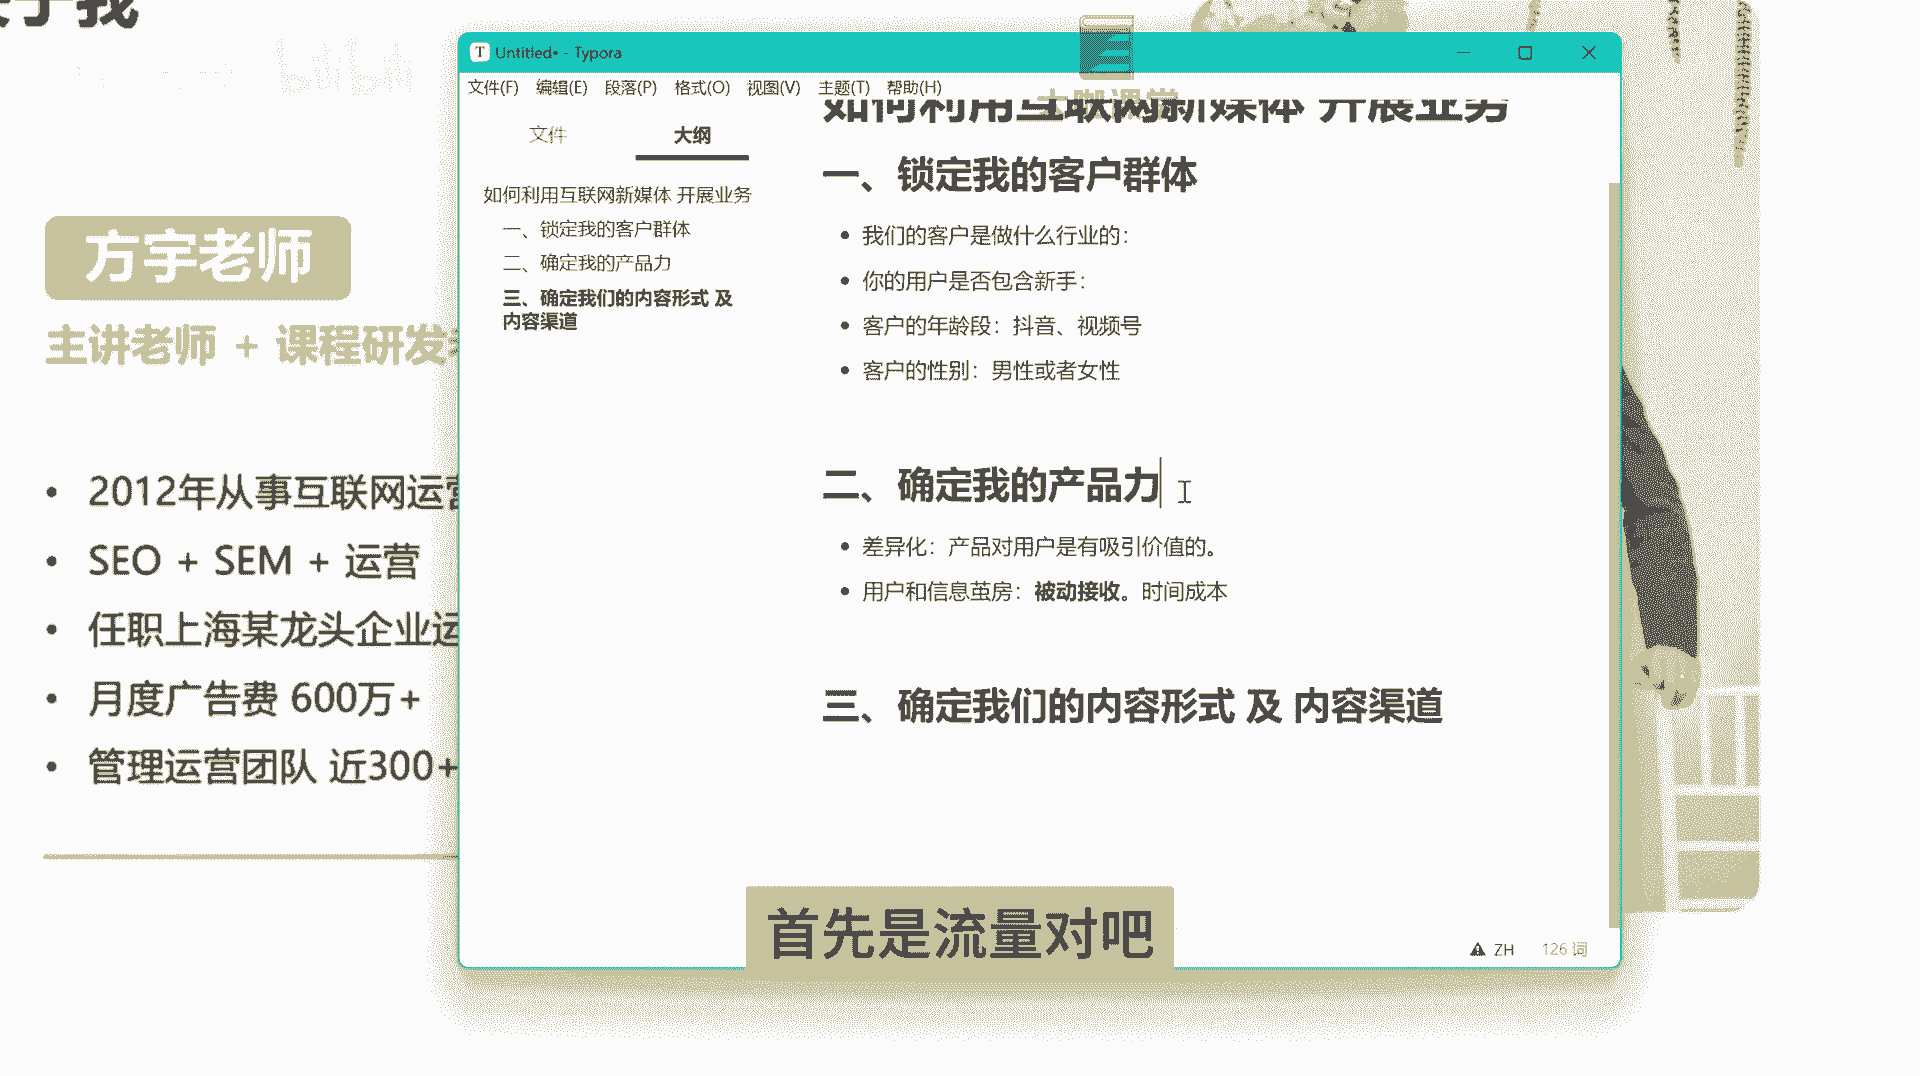 bilibili
方宇老师
主讲老师 + 课程研发
2012年从事互联网运营
SEO + SEM + 运营
任职上海某龙头企业运
月度广告费 600万+
管理运营团队 近300+
Untitled• - Typora
文件(F) 编辑(E) 段落(P) 格式(O) 视图(V) 主题(T) 帮助(H)
文件 大纲
如何利用互联网新媒体 开展业务
一、锁定我的客户群体
二、确定我的产品力
三、确定我们的内容形式 及
内容渠道
如何利用互联网新媒体 开展业务
一、锁定我的客户群体
我们的客户是做什么行业的：
你的用户是否包含新手：
客户的年龄段：抖音、视频号
客户的性别：男性或者女性
二、确定我的产品力
差异化：产品对用户是有吸引价值的。
用户和信息茧房：被动接收。时间成本
三、确定我们的内容形式 及 内容渠道
ZH 126 词
首先是流量对吧